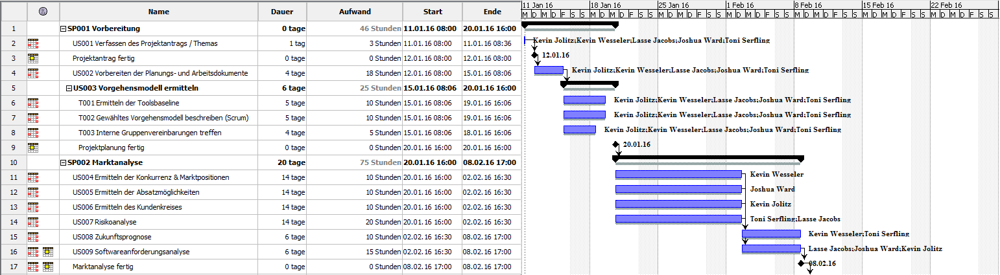 Name Dauer Aufwand Start Ende 11 Jan 16 18 Jan 16 25 Jan 16 1 Feb 16 8 Feb 16 15 Feb 16 22 Feb 16
M D M D F S S M D M D F S S M D M D F S S M D M D F S S M D M D F S S M D M D F S S M D M D F S S
1 SP001 Vorbereitung 0 tage 46 Stunden 11.01.16 08:00 20.01.16 16:00
2 US001 Verfassen des Projektantrags / Themas 1 tag 3 Stunden 11.01.16 08:00 11.01.16 08:36 Kevin Jolitz;Kevin Wesseler;Lasse Jacobs;Joshua Ward;Toni Serfling
3 Projektantrag fertig 0 tage 0 Stunden 12.01.16 08:00 12.01.16 08:00 12.01.16
4 US002 Vorbereiten der Planungs- und Arbeitsdokumente 4 tage 18 Stunden 12.01.16 08:00 15.01.16 08:06 Kevin Jolitz;Kevin Wesseler;Lasse Jacobs;Joshua Ward;Toni Serfling
5 US003 Vorgehensmodell ermitteln 6 tage 25 Stunden 15.01.16 08:06 20.01.16 16:00
6 T001 Ermitteln der Toolsbaseline 5 tage 10 Stunden 15.01.16 08:06 19.01.16 16:06 Kevin Jolitz;Kevin Wesseler;Lasse Jacobs;Joshua Ward;Toni Serfling
7 T002 Gewähltes Vorgehensmodell beschreiben (Scrum) 5 tage 10 Stunden 15.01.16 08:06 19.01.16 16:06 Kevin Jolitz;Kevin Wesseler;Lasse Jacobs;Joshua Ward;Toni Serfling
8 T003 Interne Gruppenvereinbarungen treffen 4 tage 5 Stunden 15.01.16 08:06 18.01.16 16:06 Kevin Jolitz;Kevin Wesseler;Lasse Jacobs;Joshua Ward;Toni Serfling
9 Projektplanung fertig 0 tage 0 Stunden 20.01.16 16:00 20.01.16 16:00 20.01.16
10 SP002 Marktanalyse 20 tage 75 Stunden 20.01.16 16:00 08.02.16 17:00
11 US004 Ermitteln der Konkurrenz & Marktpositionen 14 tage 10 Stunden 20.01.16 16:00 02.02.16 16:30 Kevin Wesseler
12 US005 Ermitteln der Absatzmöglichkeiten 14 tage 10 Stunden 20.01.16 16:00 02.02.16 16:30 Joshua Ward
13 US006 Ermitteln des Kundenkreises 14 tage 10 Stunden 20.01.16 16:00 02.02.16 16:30 Kevin Jolitz
14 US007 Risikoanalyse 14 tage 20 Stunden 20.01.16 16:00 02.02.16 16:30 Toni Serfling;Lasse Jacobs
15 US008 Zukunftsprognose 6 tage 10 Stunden 02.02.16 16:30 08.02.16 17:00 Kevin Wesseler;Toni Serfling
16 US009 Softwareanforderungsanalyse 6 tage 15 Stunden 02.02.16 16:30 08.02.16 17:00 Lasse Jacobs;Joshua Ward;Kevin Jolitz
17 Marktanalyse fertig 0 tage 0 Stunden 08.02.16 17:00 08.02.16 17:00 08.02.16